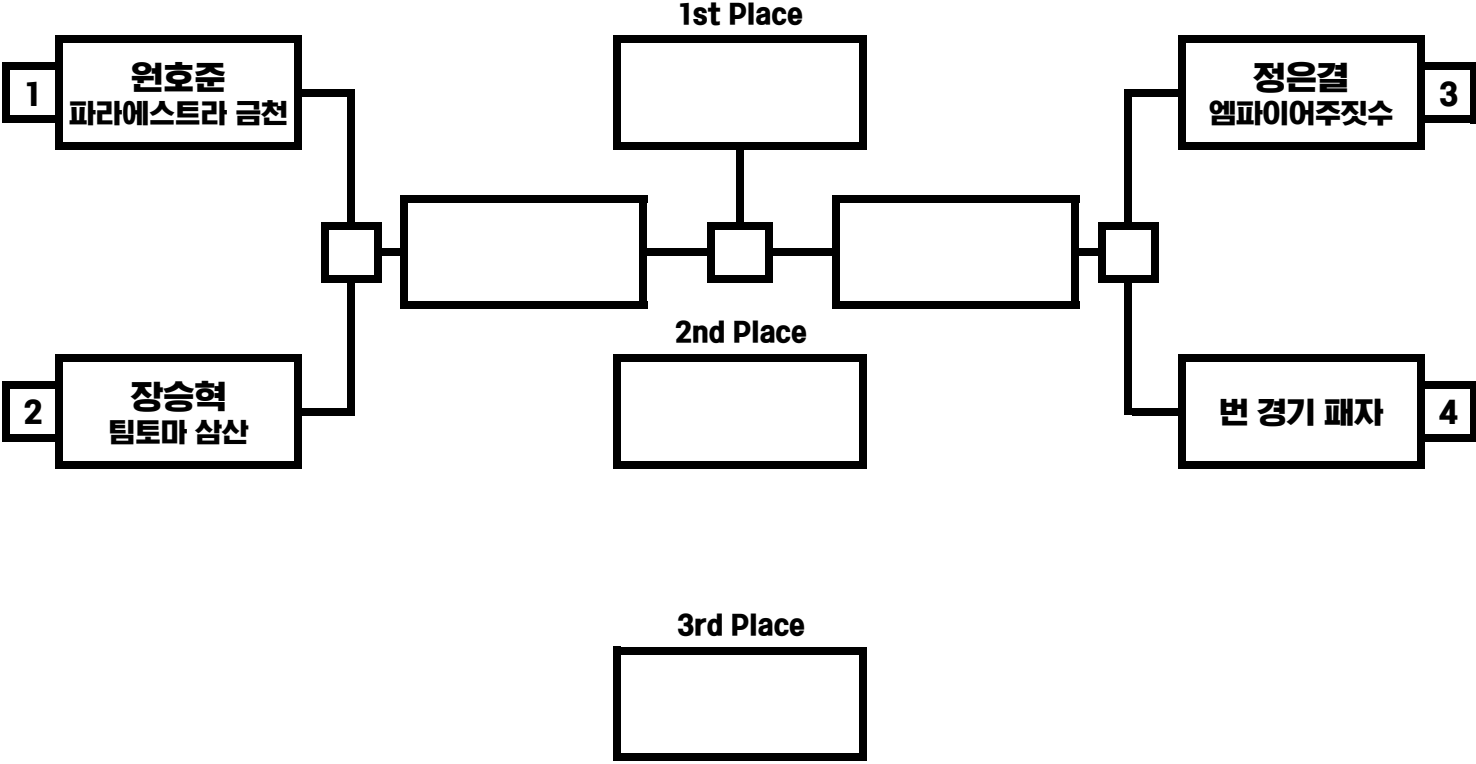 1st Place
1
원호준
파라에스트라 금천
정은결
엠파이어주짓수
3
2nd Place
2
장승혁
팀토마 삼산
번 경기 패자
4
3rd Place